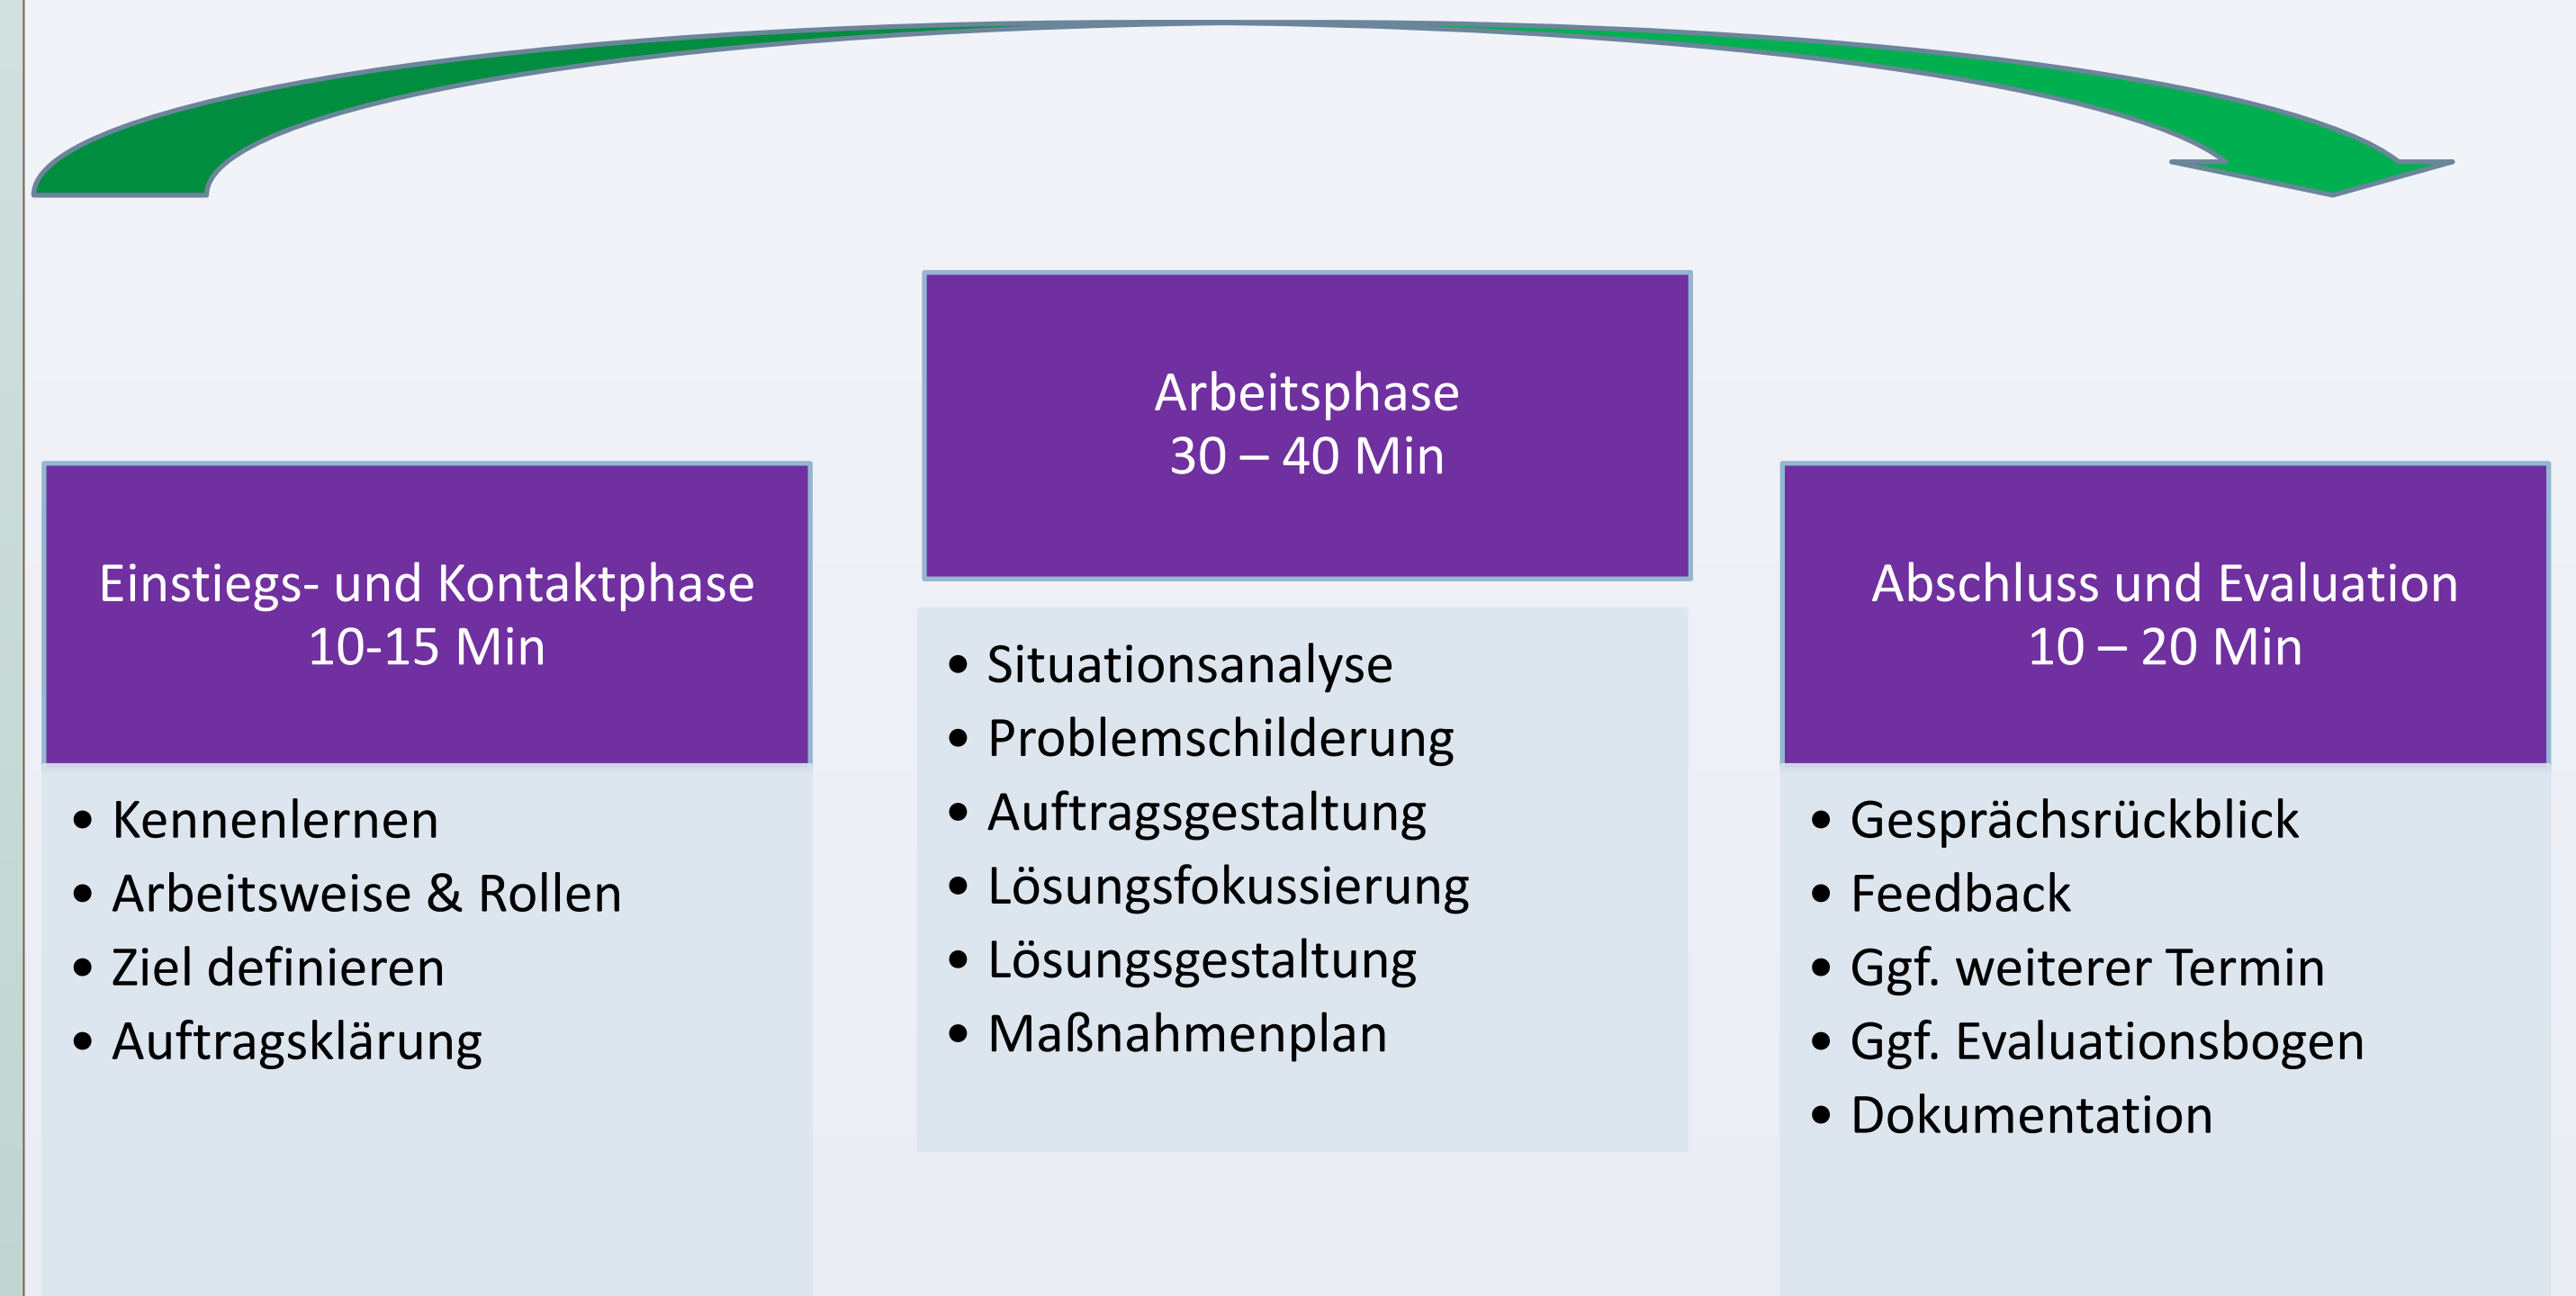 Einstiegs- und Kontaktphase
10-15 Min
• Kennenlernen
• Arbeitsweise & Rollen
• Ziel definieren
• Auftragsklärung
Arbeitsphase
30 – 40 Min
• Situationsanalyse
• Problemschilderung
• Auftragsgestaltung
• Lösungsfokussierung
• Lösungsgestaltung
• Maßnahmenplan
Abschluss und Evaluation
10 – 20 Min
• Gesprächsrückblick
• Feedback
• Ggf. weiterer Termin
• Ggf. Evaluationsbogen
• Dokumentation